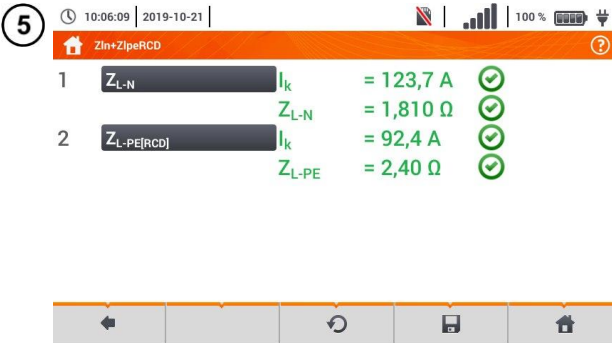 5
10:06:09 2019-10-21 100 %
Zln+ZlpeRCD ?
1 ZL-N Ik = 123,7 A
ZL-N = 1,810 Ω
2 ZL-PE[RCD] Ik = 92,4 A
ZL-PE = 2,40 Ω